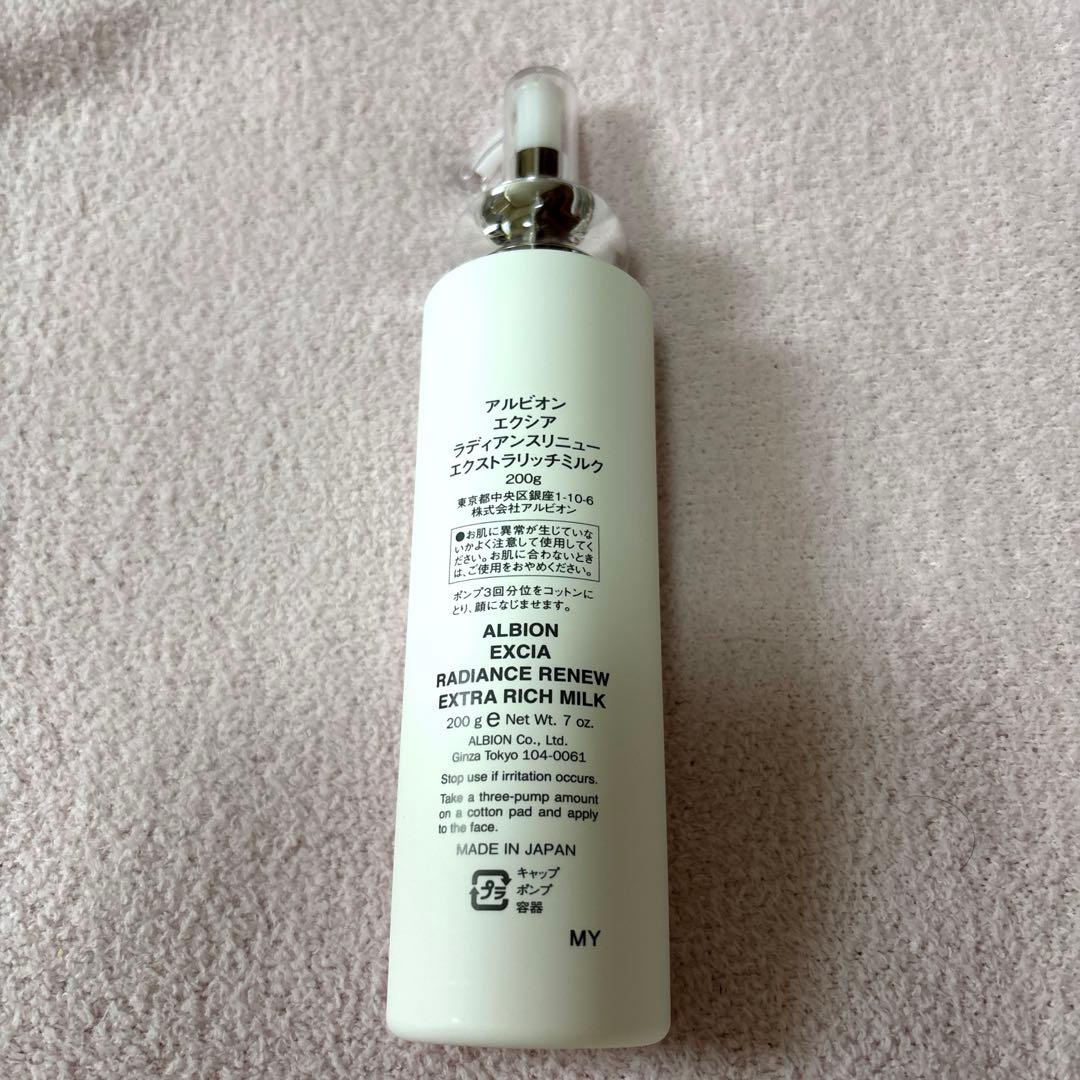 アルビオン
エクシア
ラディアンスリニュー
エクストラリッチミルク
200g
東京都中央区銀座1-10-6
株式会社アルビオン
●お肌に異常が生じていな
いかよく注意して使用してく
ださい。お肌に合わないとき
は、ご使用をおやめください。
ポンプ3回分位をコットンに
とり、顔になじませます。
ALBION
EXCIA
RADIANCE RENEW
EXTRA RICH MILK
200 g ℮ Net Wt. 7 oz.
ALBION Co., Ltd.
Ginza Tokyo 104-0061
Stop use if irritation occurs.
Take a three-pump amount
on a cotton pad and apply
to the face.
MADE IN JAPAN
プラ
キャップ
ポンプ
容器
MY